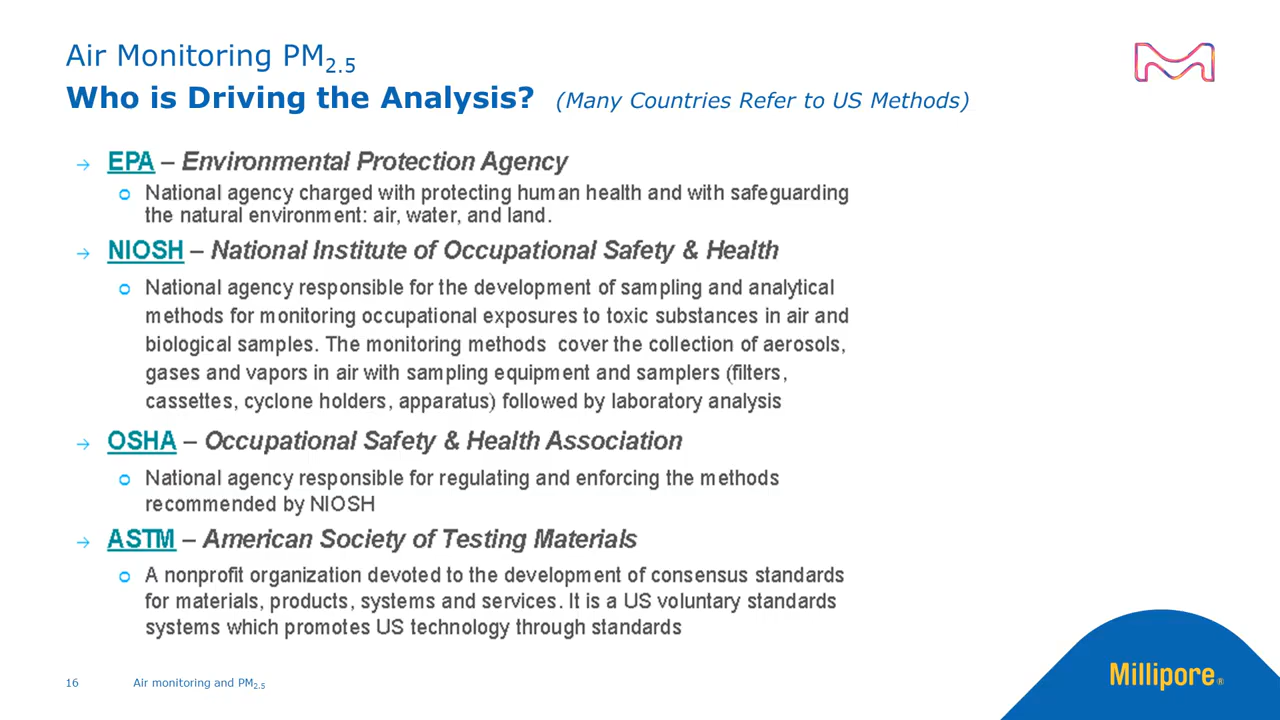 Air Monitoring PM2.5
Who is Driving the Analysis? (Many Countries Refer to US Methods)
→ EPA – Environmental Protection Agency
o National agency charged with protecting human health and with safeguarding
the natural environment: air, water, and land.
→ NIOSH – National Institute of Occupational Safety & Health
o National agency responsible for the development of sampling and analytical
methods for monitoring occupational exposures to toxic substances in air and
biological samples. The monitoring methods cover the collection of aerosols,
gases and vapors in air with sampling equipment and samplers (filters,
cassettes, cyclone holders, apparatus) followed by laboratory analysis
→ OSHA – Occupational Safety & Health Association
o National agency responsible for regulating and enforcing the methods
recommended by NIOSH
→ ASTM – American Society of Testing Materials
o A nonprofit organization devoted to the development of consensus standards
for materials, products, systems and services. It is a US voluntary standards
systems which promotes US technology through standards
16 Air monitoring and PM2.5
Millipore®